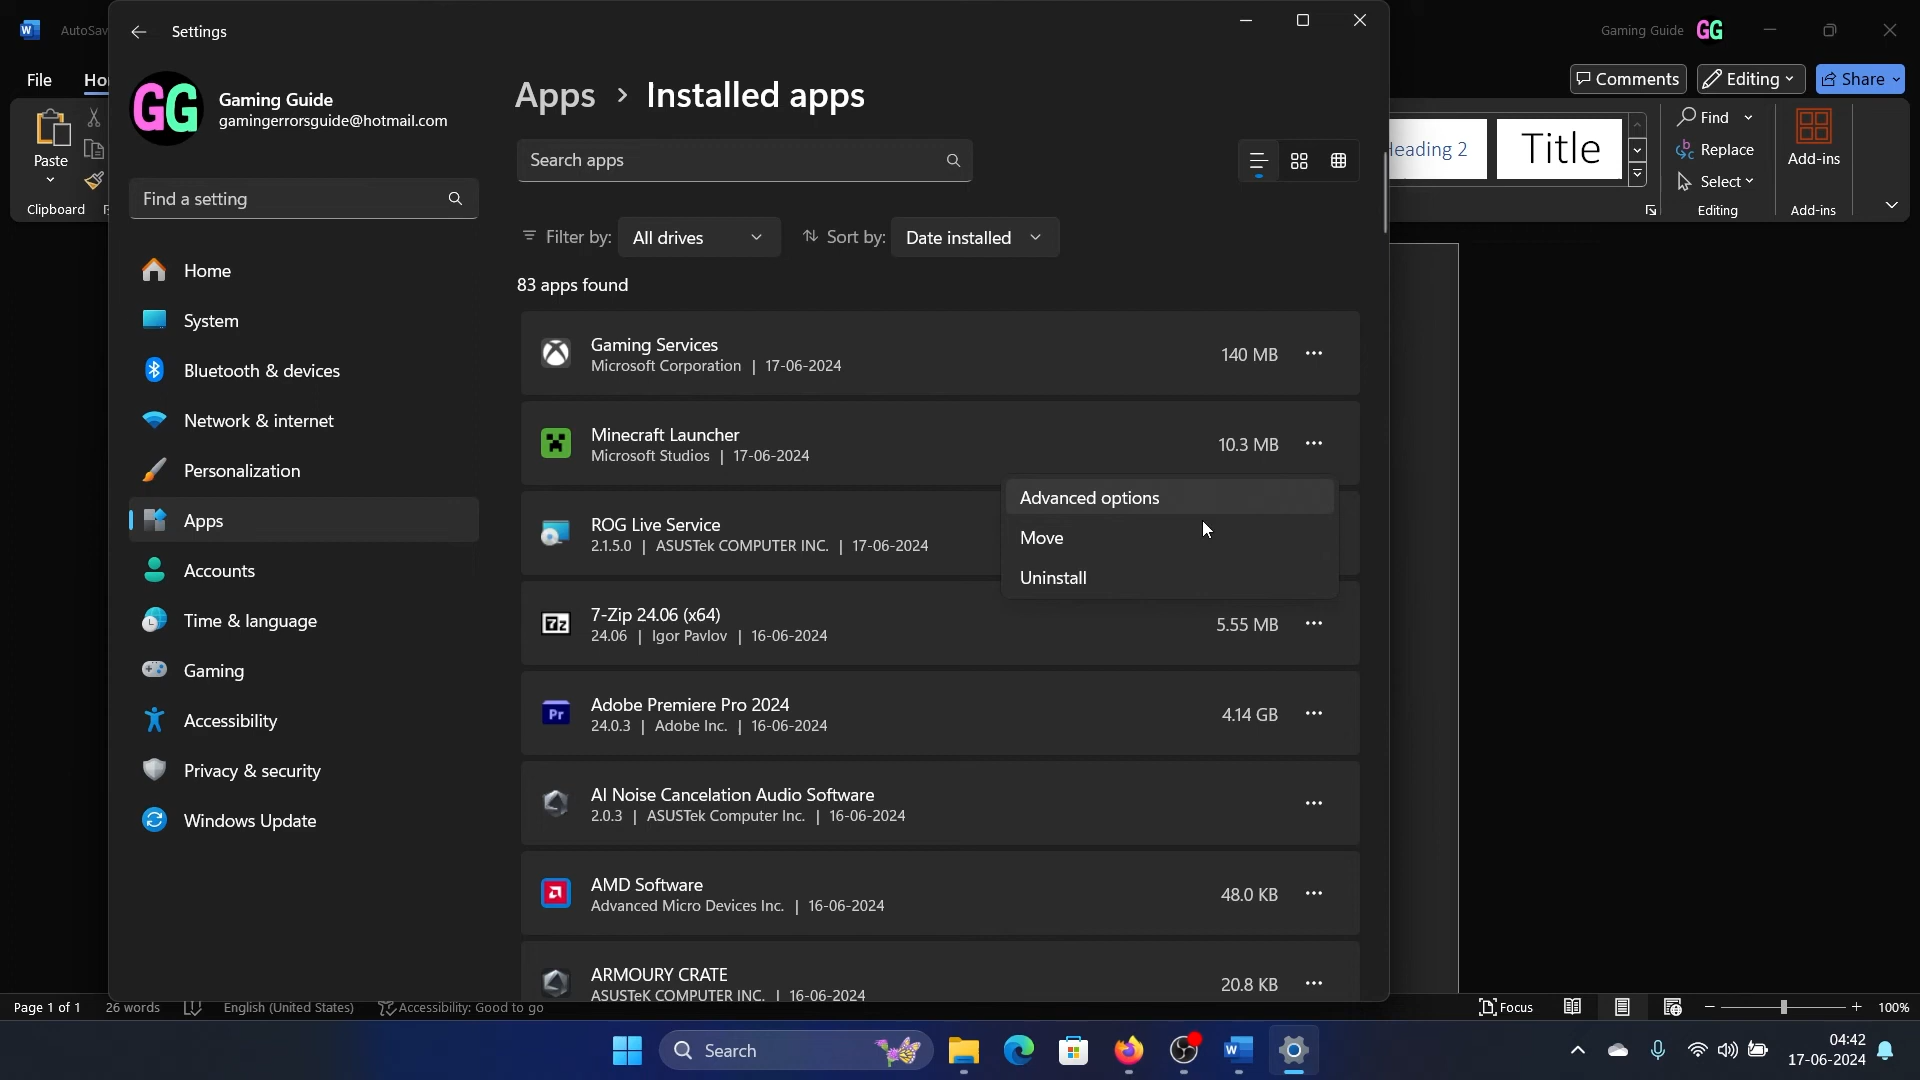 AutoSav
Settings
Gaming Guide GG
File
Ho
Comments
Editing
Share
GG
Gaming Guide
gamingerrorsguide@hotmail.com
Apps > Installed apps
Paste
Clipboard
Search apps
Heading 2
Title
Find
Replace
Select
Editing
Add-ins
Add-ins
Find a setting
Filter by:
All drives
Sort by:
Date installed
83 apps found
Home
System
Bluetooth & devices
Network & internet
Personalization
Apps
Accounts
Time & language
Gaming
Accessibility
Privacy & security
Windows Update
Gaming Services
Microsoft Corporation | 17-06-2024
140 MB
Minecraft Launcher
Microsoft Studios | 17-06-2024
10.3 MB
Advanced options
Move
Uninstall
ROG Live Service
2.1.5.0 | ASUSTek COMPUTER INC. | 17-06-2024
7z
7-Zip 24.06 (x64)
24.06 | Igor Pavlov | 16-06-2024
5.55 MB
Pr
Adobe Premiere Pro 2024
24.0.3 | Adobe Inc. | 16-06-2024
4.14 GB
AI Noise Cancelation Audio Software
2.0.3 | ASUSTek Computer Inc. | 16-06-2024
AMD Software
Advanced Micro Devices Inc. | 16-06-2024
48.0 KB
ARMOURY CRATE
ASUSTeK COMPUTER INC. | 16-06-2024
20.8 KB
Page 1 of 1
26 words
English (United States)
Accessibility: Good to go
Focus
100%
Search
04:42
17-06-2024